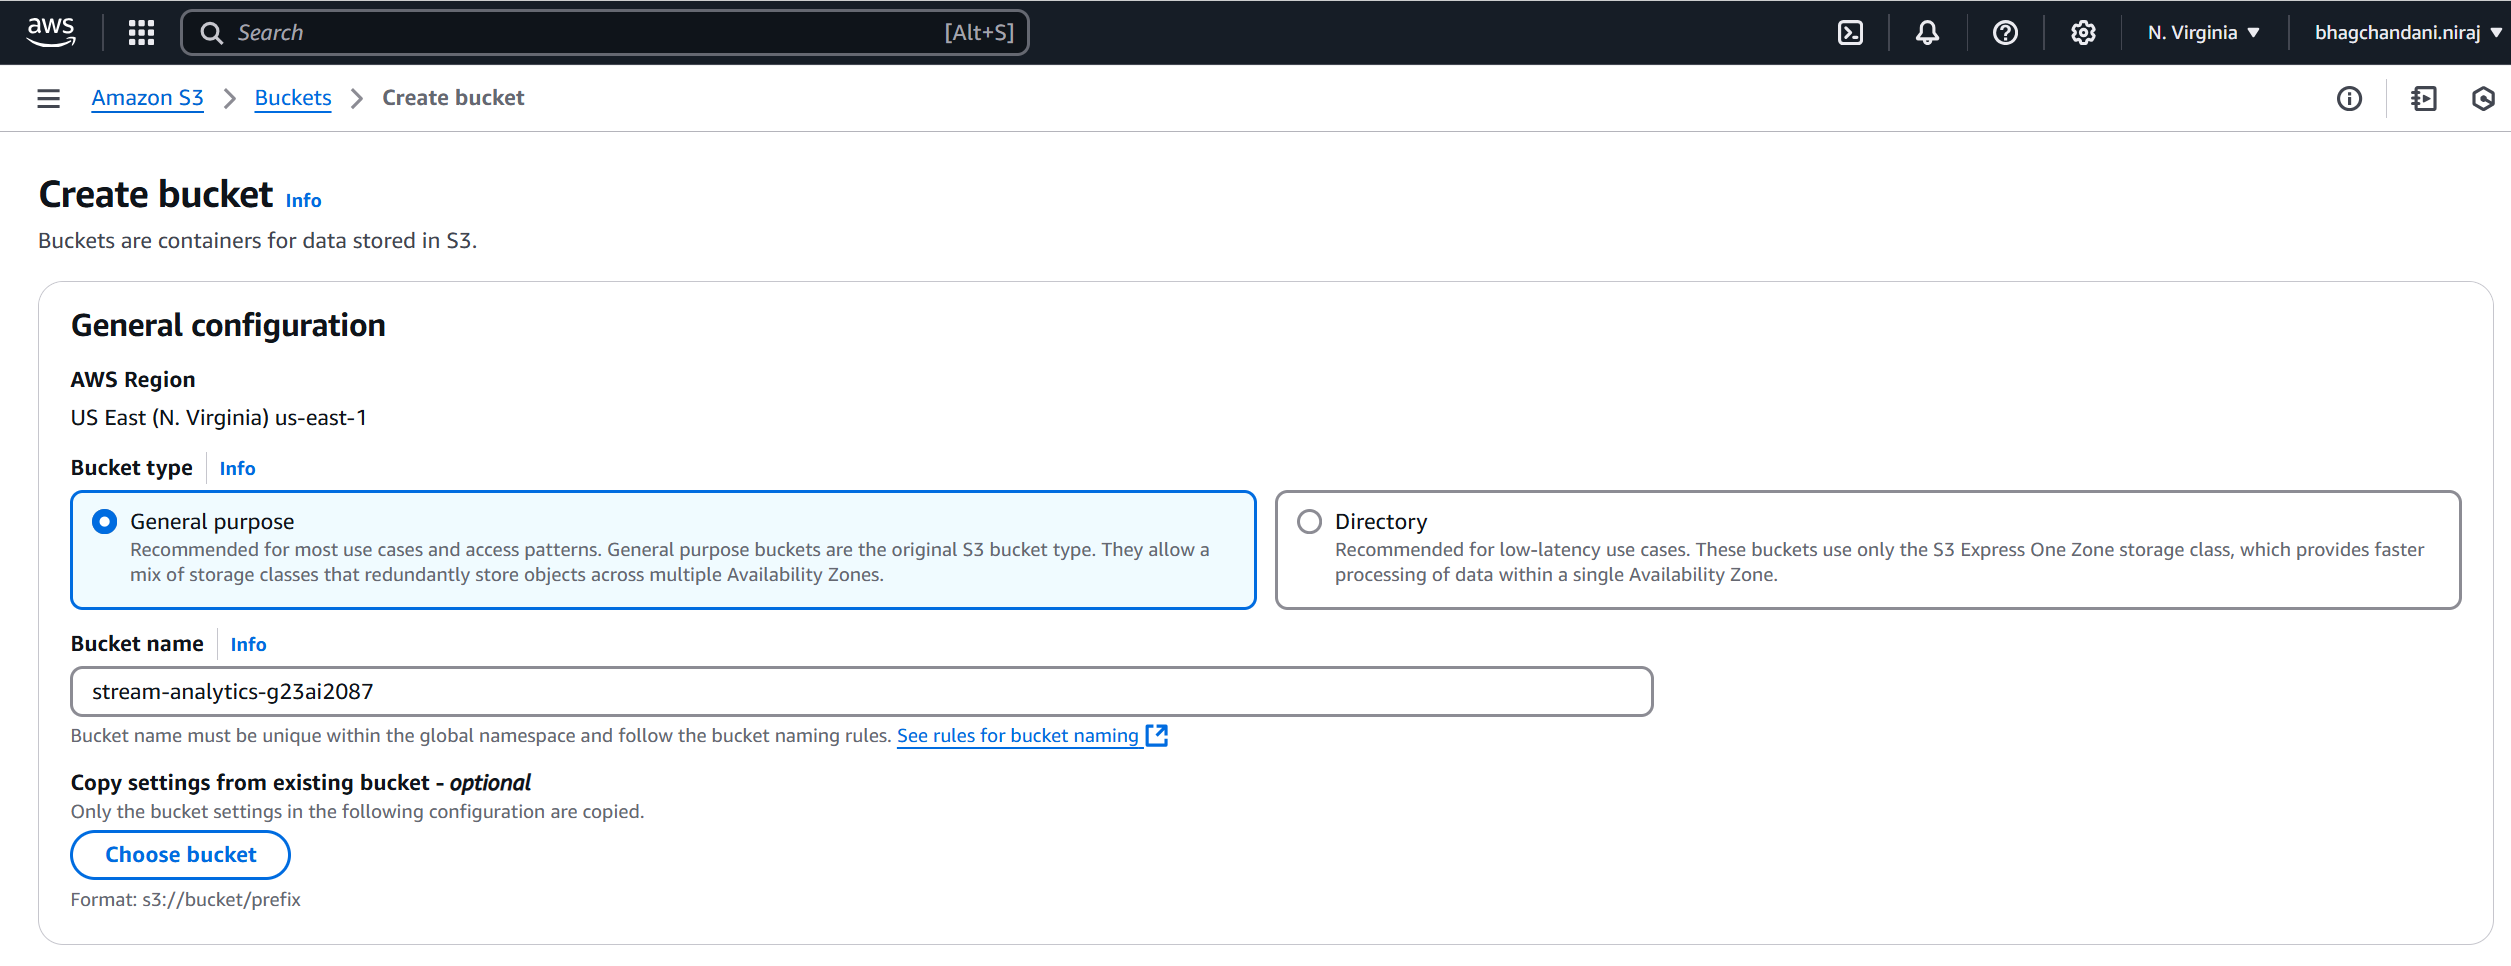 aws
Search [Alt+S]
N. Virginia
bhagchandani.niraj
Amazon S3
Buckets
Create bucket
Create bucket Info
Buckets are containers for data stored in S3.
General configuration
AWS Region
US East (N. Virginia) us-east-1
Bucket type Info
General purpose
Recommended for most use cases and access patterns. General purpose buckets are the original S3 bucket type. They allow a
mix of storage classes that redundantly store objects across multiple Availability Zones.
Directory
Recommended for low-latency use cases. These buckets use only the S3 Express One Zone storage class, which provides faster
processing of data within a single Availability Zone.
Bucket name Info
stream-analytics-g23ai2087
Bucket name must be unique within the global namespace and follow the bucket naming rules. See rules for bucket naming
Copy settings from existing bucket - optional
Only the bucket settings in the following configuration are copied.
Choose bucket
Format: s3://bucket/prefix